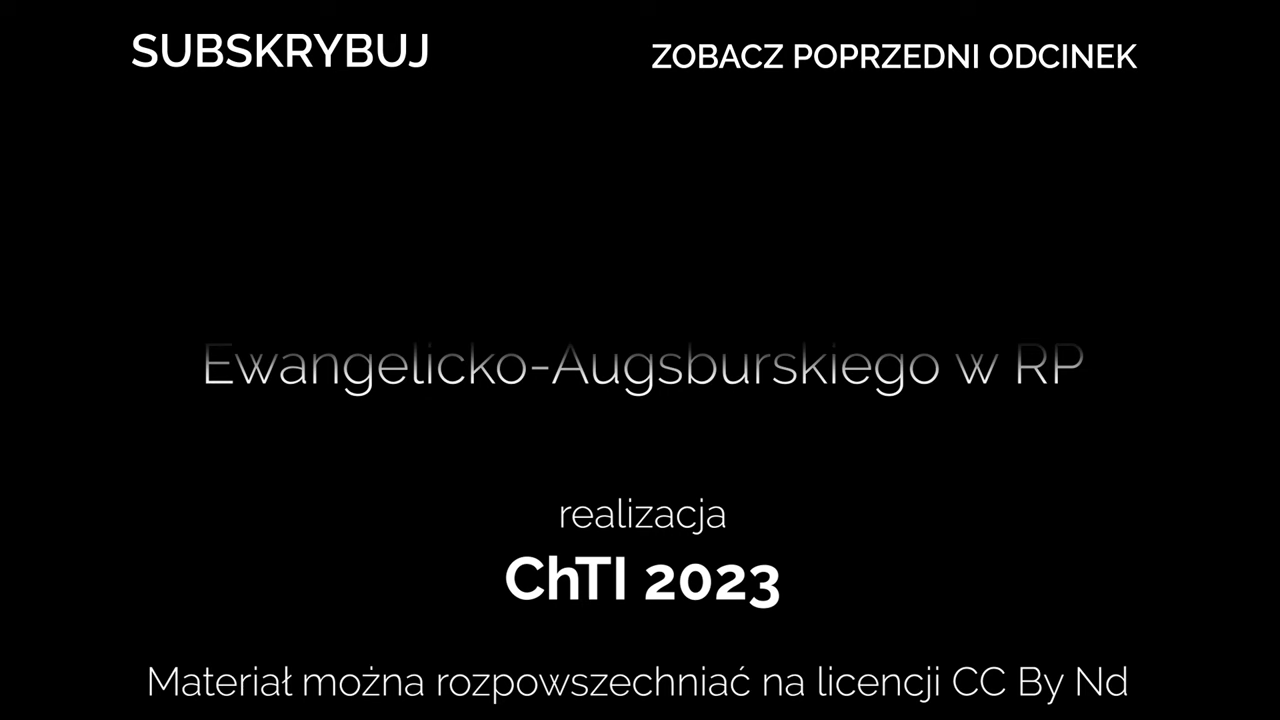 SUBSKRYBUJ
ZOBACZ POPRZEDNI ODCINEK
Ewangelicko-Augsburskiego w RP
realizacja
ChTI 2023
Materiał można rozpowszechniać na licencji CC By Nd